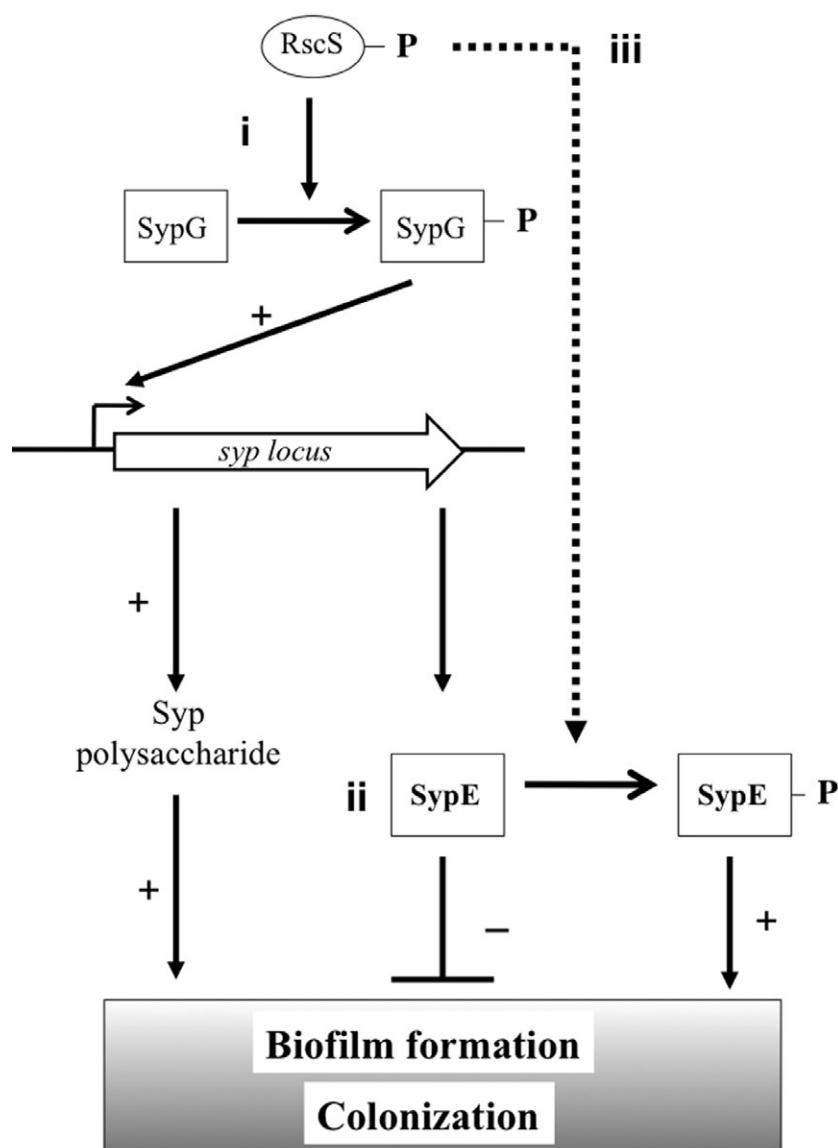 RscS P iii
i
SypG SypG P
+
syp locus
+
Syp
polysaccharide
ii SypE SypE P
+ – +
Biofilm formation
Colonization